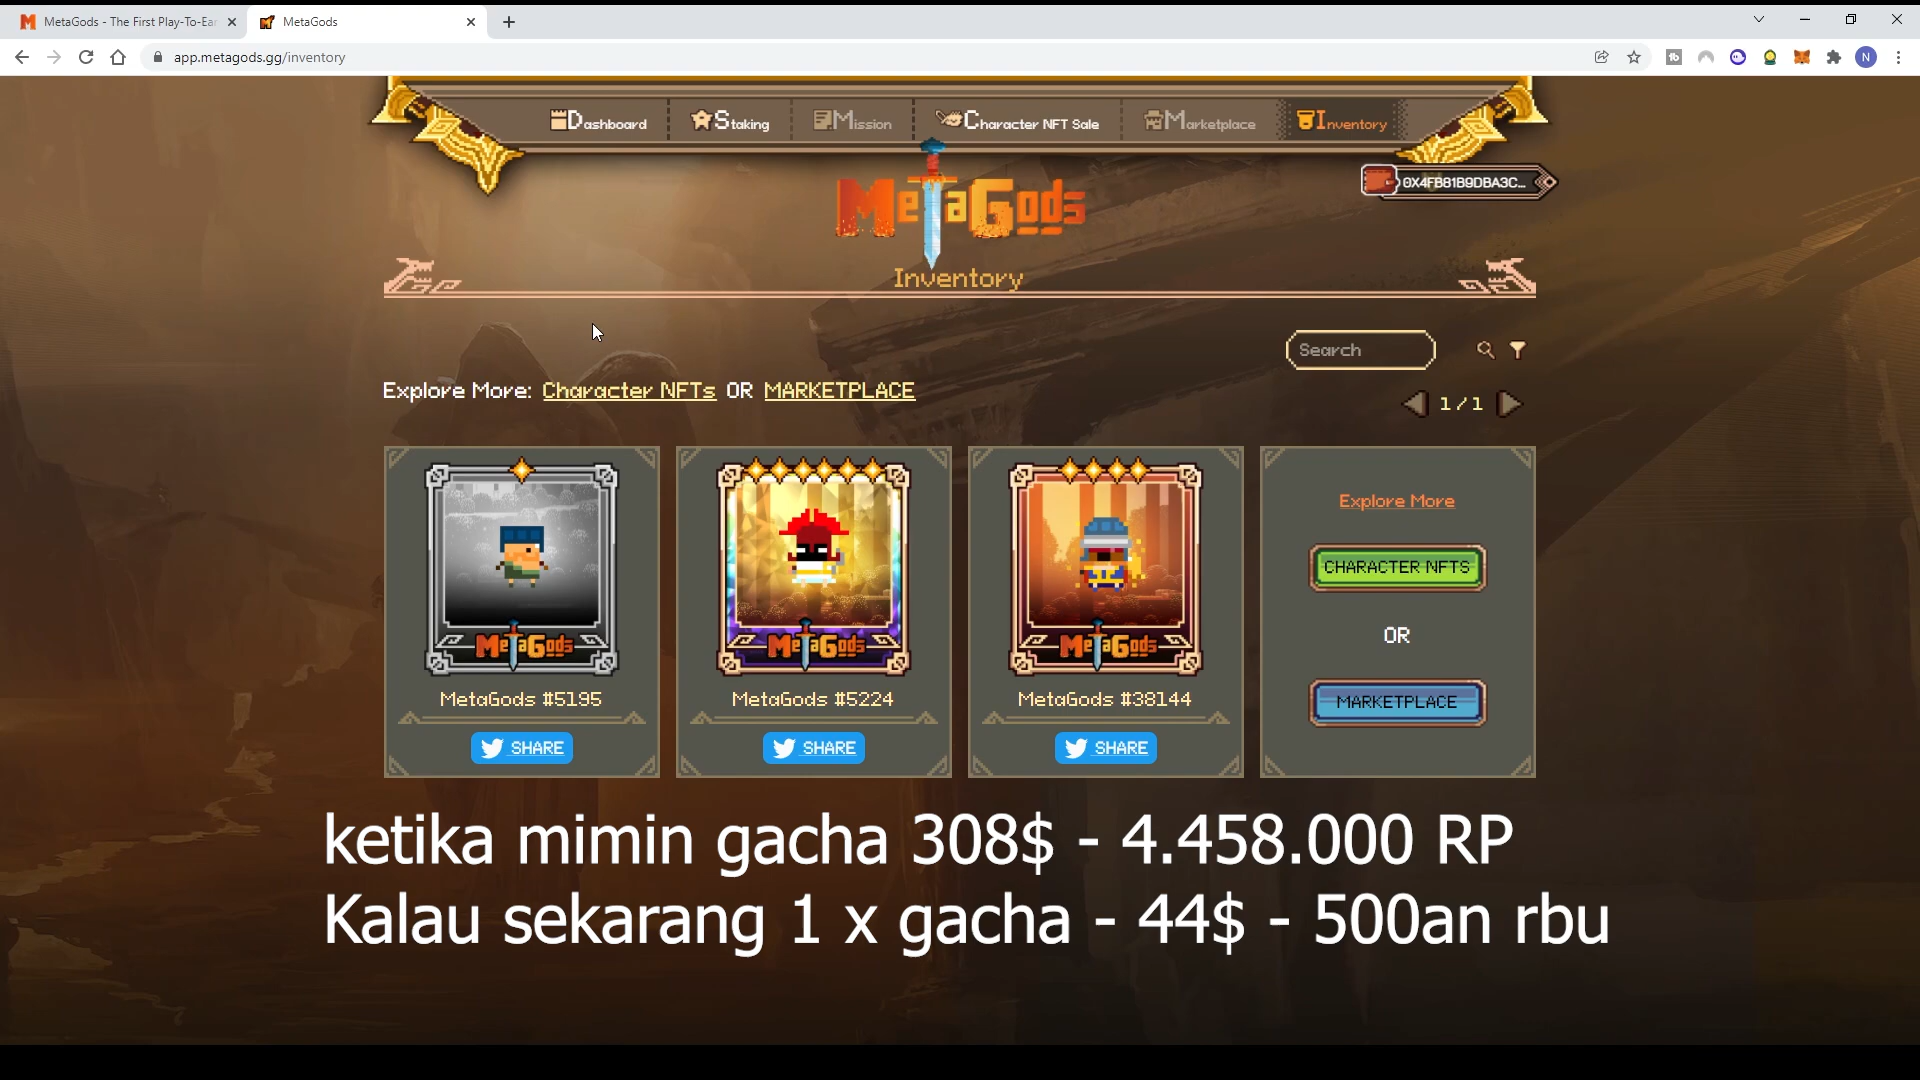 MetaGods - The First Play-To-Ear
MetaGods
app.metagods.gg/inventory
N
Dashboard
Staking
Mission
Character NFT Sale
Marketplace
Inventory
MetaGods
0X4FB81B9DBA3C...
Inventory
Search
Explore More: Character NFTs OR MARKETPLACE
1/1
MetaGods
MetaGods
MetaGods
MetaGods #5195
MetaGods #5224
MetaGods #38144
SHARE
SHARE
SHARE
Explore More
CHARACTER NFTS
OR
MARKETPLACE
ketika mimin gacha 308$ - 4.458.000 RP
Kalau sekarang 1 x gacha - 44$ - 500an rbu